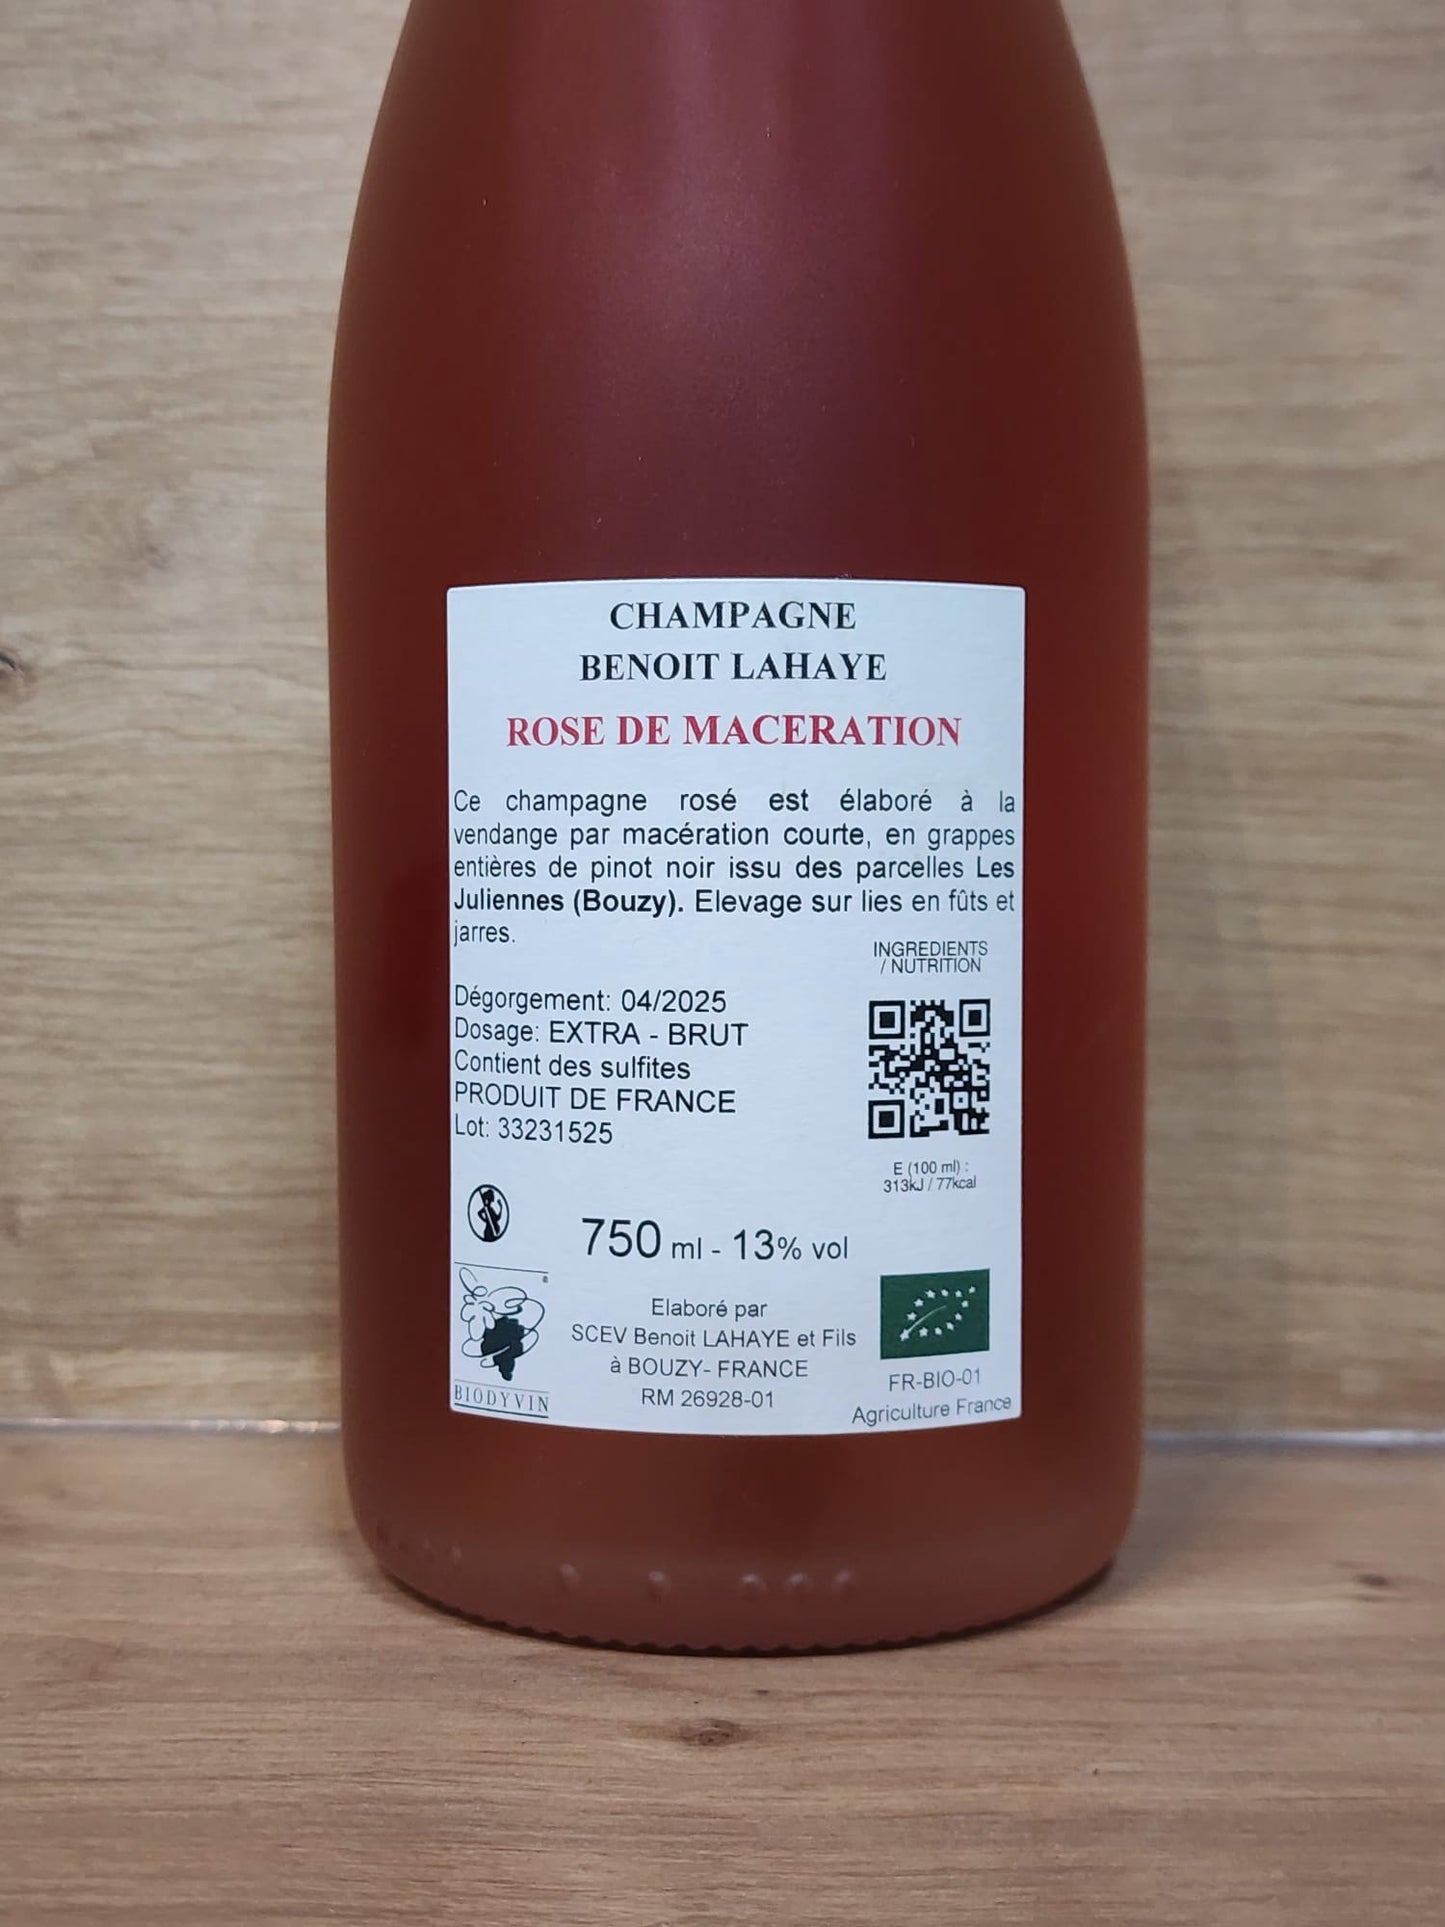 CHAMPAGNE
BENOIT LAHAYE
ROSE DE MACERATION
Ce champagne rosé est élaboré à la
vendange par macération courte, en grappes
entières de pinot noir issu des parcelles Les
Juliennes (Bouzy). Elevage sur lies en fûts et
jarres.
INGREDIENTS
/ NUTRITION
Dégorgement: 04/2025
Dosage: EXTRA - BRUT
Contient des sulfites
PRODUIT DE FRANCE
Lot: 33231525
E (100 ml) :
313kJ / 77kcal
750 ml - 13% vol
®
BIODYVIN
Elaboré par
SCEV Benoit LAHAYE et Fils
à BOUZY- FRANCE
RM 26928-01
FR-BIO-01
Agriculture France